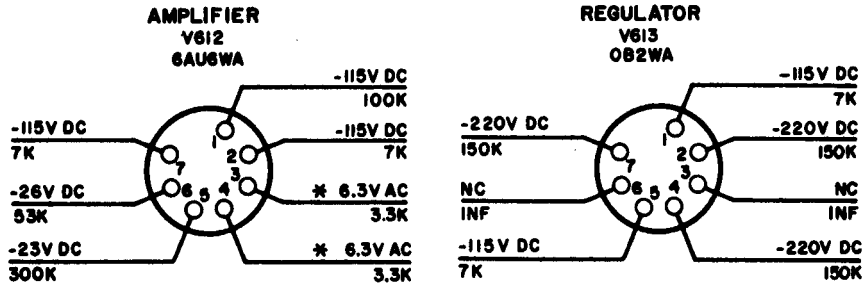 AMPLIFIER
V612
6AU6WA
-115V DC
100K
-115V DC
7K
-115V DC
7K
-26V DC
53K
* 6.3V AC
3.3K
-23V DC
300K
* 6.3V AC
3.3K
1
2
3
4
5
6
7
REGULATOR
V613
OB2WA
-115V DC
7K
-220V DC
150K
-220V DC
150K
NC
INF
NC
INF
-115V DC
7K
-220V DC
150K
1
2
3
4
5
6
7